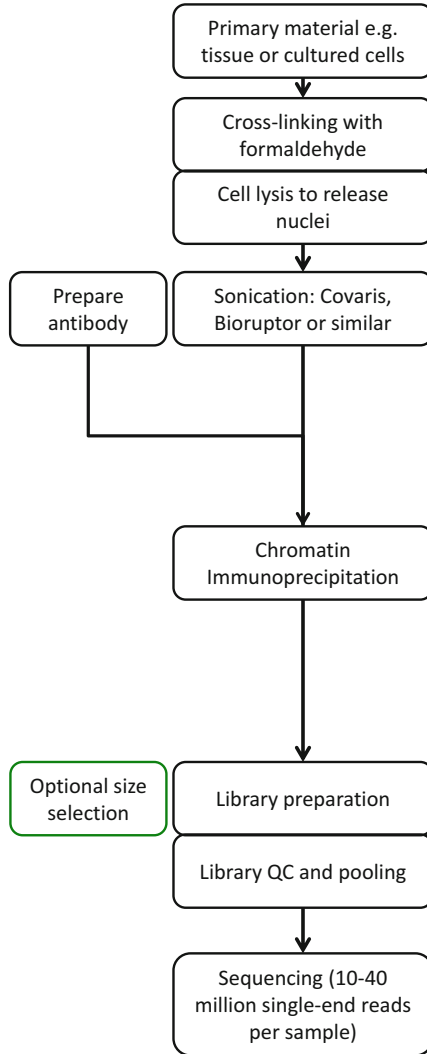 Primary material e.g.
tissue or cultured cells
Cross-linking with
formaldehyde
Cell lysis to release
nuclei
Prepare
antibody
Sonication: Covaris,
Bioruptor or similar
Chromatin
Immunoprecipitation
Optional size
selection
Library preparation
Library QC and pooling
Sequencing (10-40
million single-end reads
per sample)